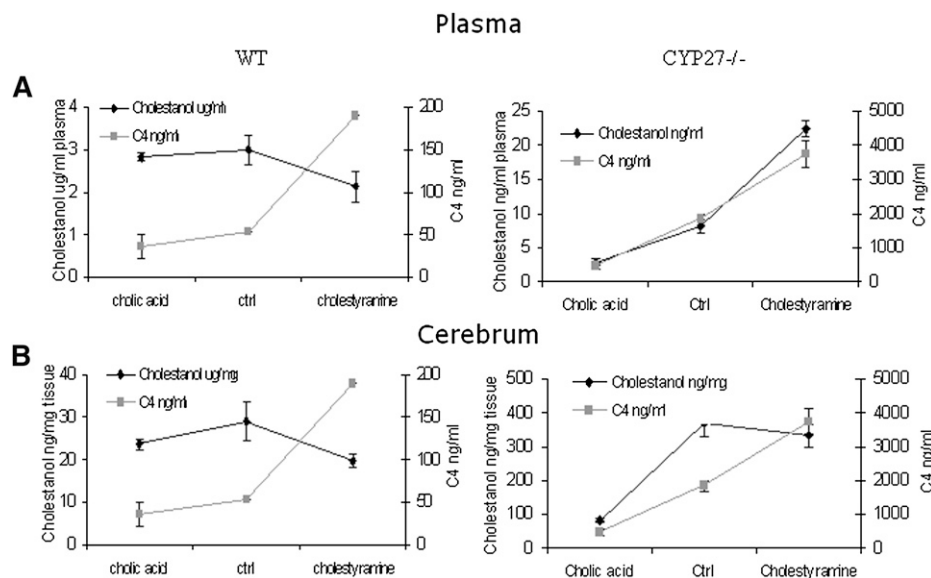 Plasma
WT
CYP27-/-
A
Cholestanol ug/ml plasma
4
3
2
1
0
Cholestanol ug/ml
C4 ng/ml
200
150
100
50
0
C4 ng/ml
cholic acid
ctrl
cholestyramine
Cholestanol ng/ml plasma
25
20
15
10
5
0
Cholestanol ng/ml
C4 ng/ml
5000
4000
3000
2000
1000
0
C4 ng/ml
Cholic acid
Ctrl
Cholestyramine
Cerebrum
B
Cholestanol ng/mg tissue
40
30
20
10
0
Cholestanol ug/mg
C4 ng/ml
200
150
100
50
0
C4 ng/ml
cholic acid
ctrl
cholestyramine
Cholestanol ng/mg tissue
500
400
300
200
100
0
Cholestanol ng/mg
C4 ng/ml
5000
4000
3000
2000
1000
0
C4 ng/ml
Cholic acid
Ctrl
Cholestyramine